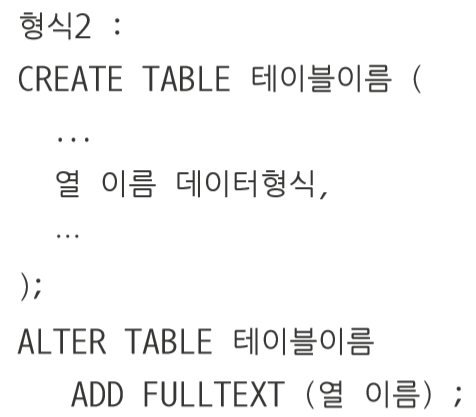 형식2 :
CREATE TABLE 테이블이름 (
...
열 이름 데이터형식,
...
);
ALTER TABLE 테이블이름
ADD FULLTEXT (열 이름) ;